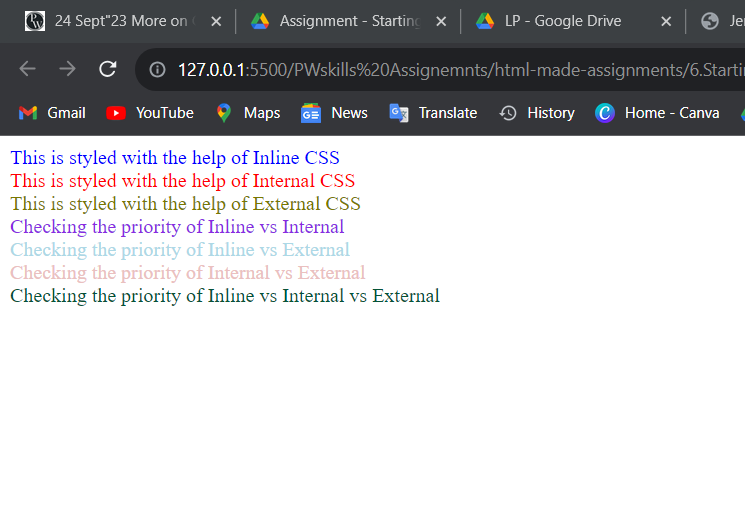 24 Sept"23 More on
Assignment - Starting
LP - Google Drive
127.0.0.1:5500/PWskills%20Assignemnts/html-made-assignments/6.Starti
Gmail
YouTube
Maps
News
Translate
History
Home - Canva
This is styled with the help of Inline CSS
This is styled with the help of Internal CSS
This is styled with the help of External CSS
Checking the priority of Inline vs Internal
Checking the priority of Inline vs External
Checking the priority of Internal vs External
Checking the priority of Inline vs Internal vs External